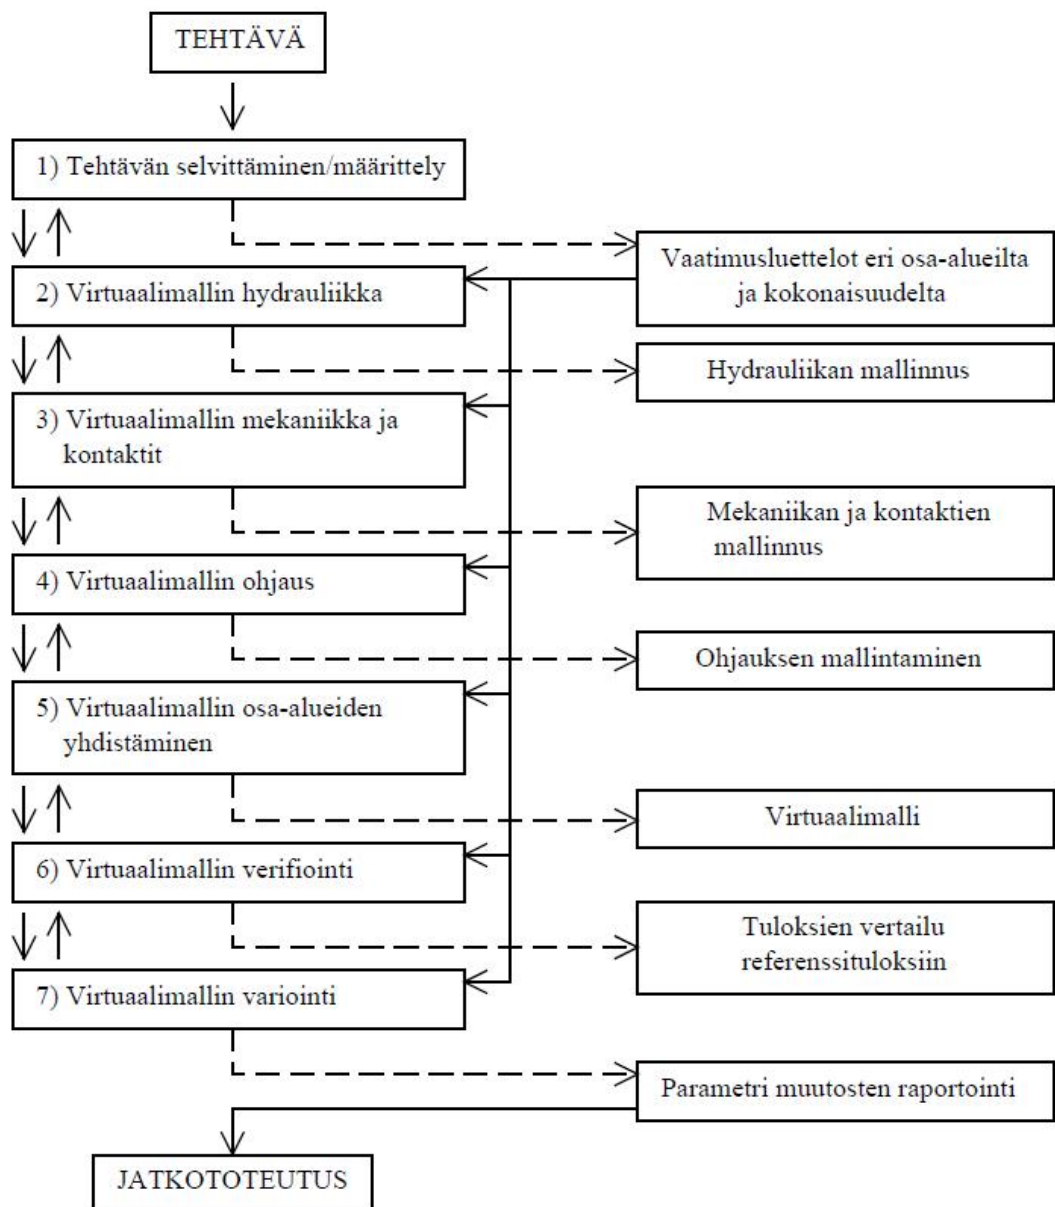 TEHTÄVÄ
1) Tehtävän selvittäminen/määrittely
Vaatimusluettelot eri osa-alueilta
ja kokonaisuudelta
2) Virtuaalimallin hydrauliikka
Hydrauliikan mallinnus
3) Virtuaalimallin mekaniikka ja
kontaktit
Mekaniikan ja kontaktien
mallinnus
4) Virtuaalimallin ohjaus
Ohjauksen mallintaminen
5) Virtuaalimallin osa-alueiden
yhdistäminen
Virtuaalimalli
6) Virtuaalimallin verifiointi
Tuloksien vertailu
referenssituloksiin
7) Virtuaalimallin variointi
Parametri muutosten raportointi
JATKOTOTEUTUS